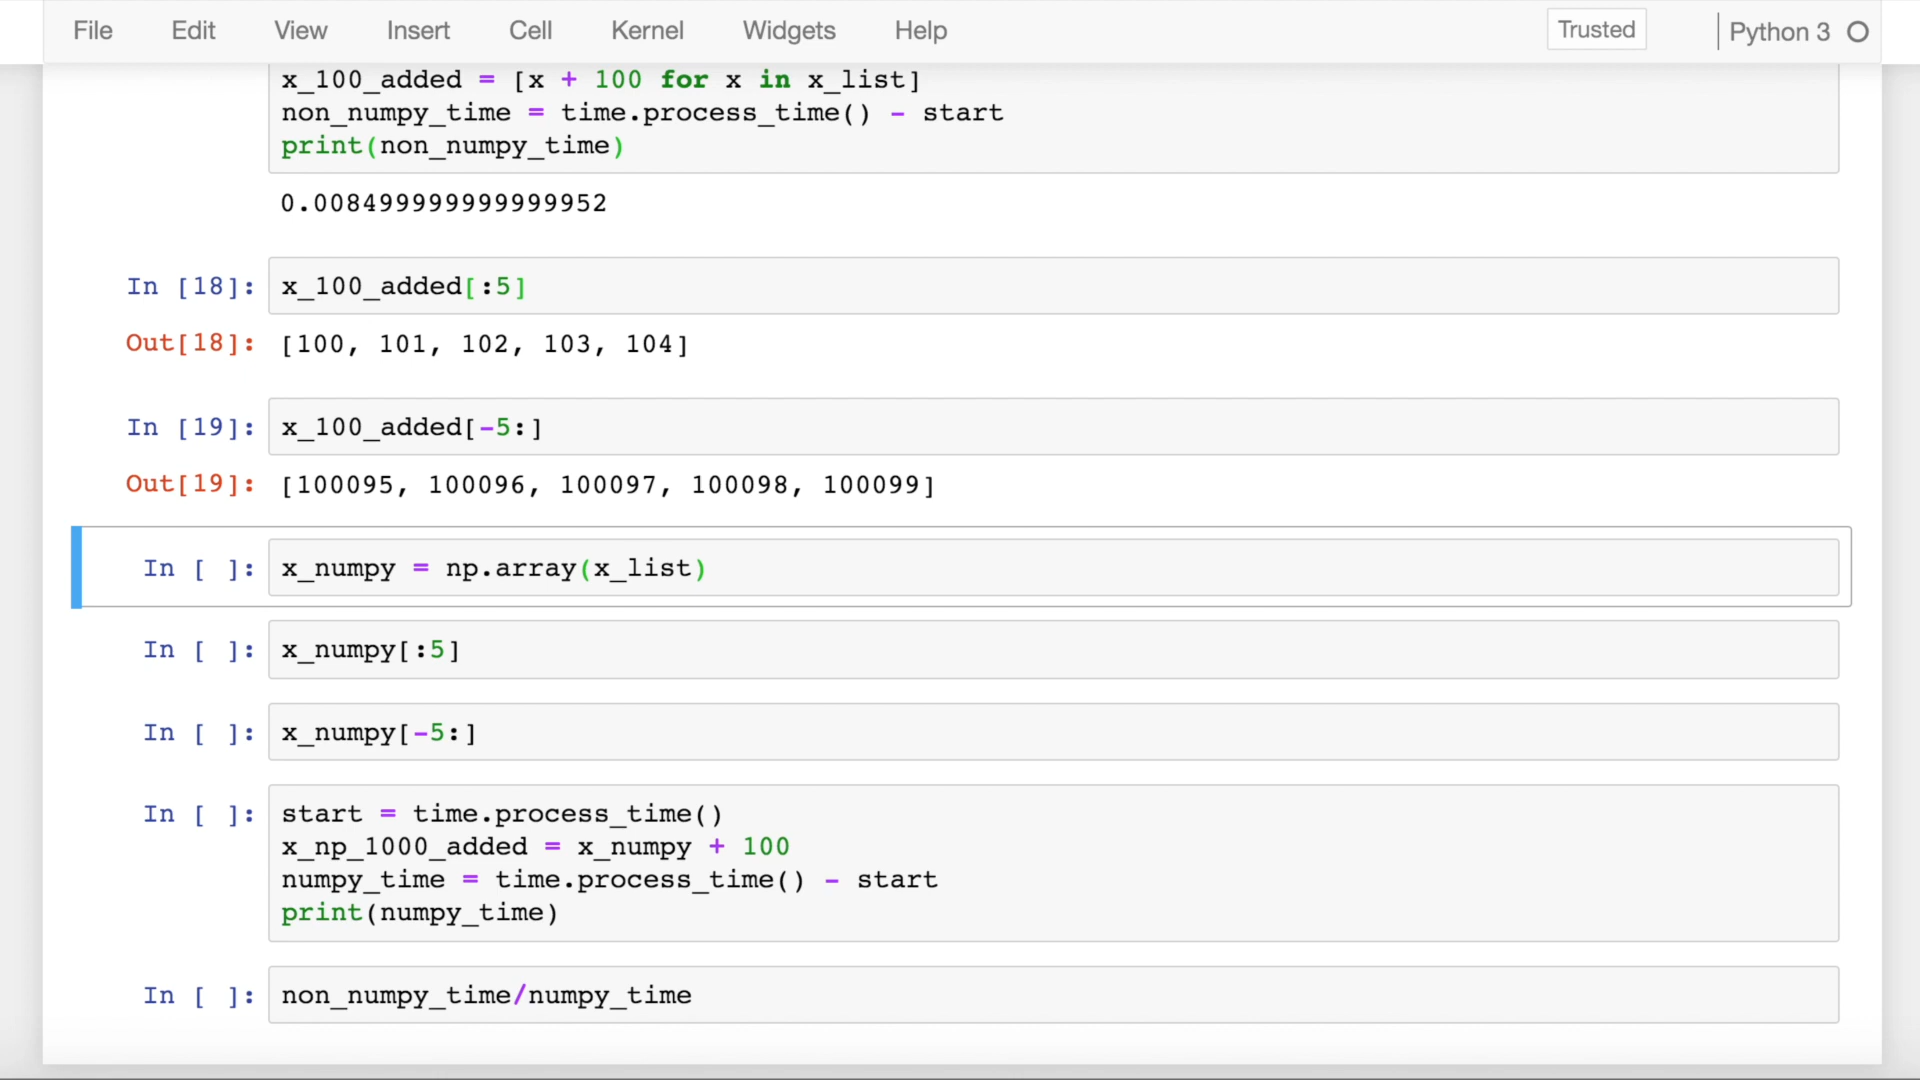 File Edit View Insert Cell Kernel Widgets Help Trusted Python 3
x_100_added = [x + 100 for x in x_list]
non_numpy_time = time.process_time() - start
print(non_numpy_time)
0.008499999999999952
In [18]: x_100_added[:5]
Out[18]: [100, 101, 102, 103, 104]
In [19]: x_100_added[-5:]
Out[19]: [100095, 100096, 100097, 100098, 100099]
In [ ]: x_numpy = np.array(x_list)
In [ ]: x_numpy[:5]
In [ ]: x_numpy[-5:]
In [ ]: start = time.process_time()
x_np_1000_added = x_numpy + 100
numpy_time = time.process_time() - start
print(numpy_time)
In [ ]: non_numpy_time/numpy_time